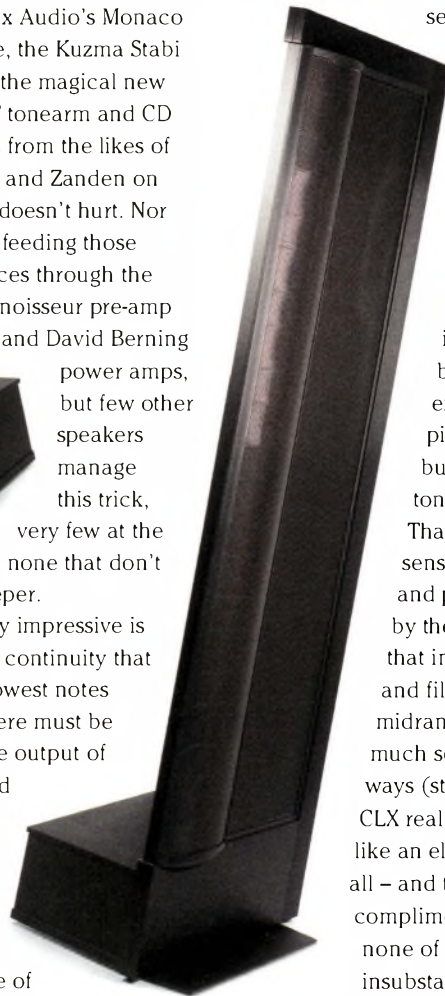 x Audio's Monaco
e, the Kuzma Stabi
the magical new
tonearm and CD
from the likes of
and Zanden on
doesn't hurt. Nor
feeding those
ces through the
noisseur pre-amp
and David Berning
power amps,
but few other
speakers
manage
this trick,
very few at the
none that don't
eper.
y impressive is
continuity that
owest notes
ere must be
e output of
d
e of
se
i
b
e
pi
bu
ton
Tha
sens
and p
by the
that in
and fil
midran
much so
ways (st
CLX real
like an el
all – and t
complime
none of
insubsta